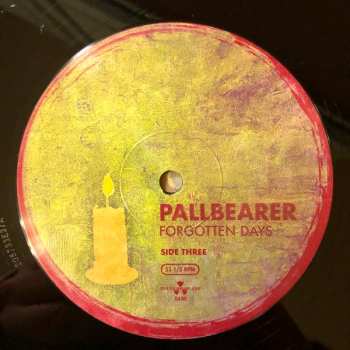 PALLBEARER
FORGOTTEN DAYS
SIDE THREE
33 1/3 RPM